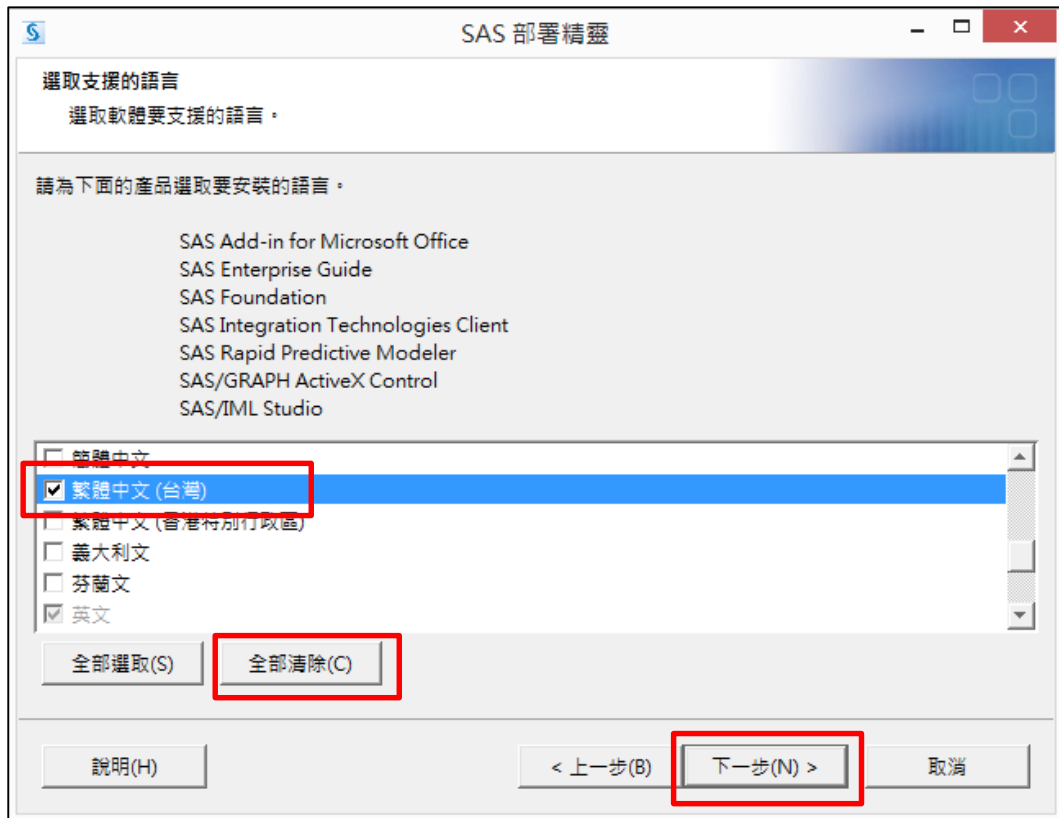 SAS 部署精靈
選取支援的語言
選取軟體要支援的語言。
請為下面的產品選取要安裝的語言。
SAS Add-in for Microsoft Office
SAS Enterprise Guide
SAS Foundation
SAS Integration Technologies Client
SAS Rapid Predictive Modeler
SAS/GRAPH ActiveX Control
SAS/IML Studio
簡體中文
繁體中文 (台灣)
繁體中文 (香港特別行政區)
義大利文
芬蘭文
英文
全部選取(S) 全部清除(C)
說明(H) < 上一步(B) 下一步(N) > 取消